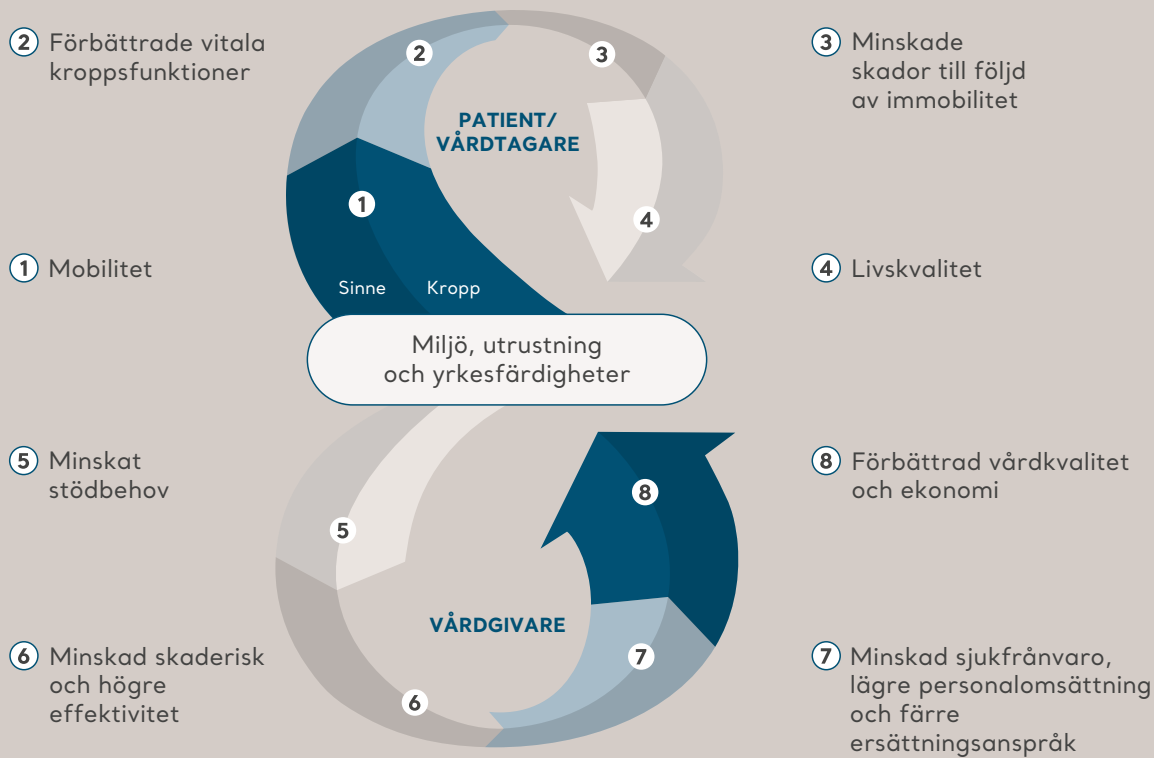 2 Förbättrade vitala
kroppsfunktioner
2
3
3 Minskade
skador till följd
av immobilitet
PATIENT/
VÅRDTAGARE
1
4
1 Mobilitet
Sinne Kropp
4 Livskvalitet
Miljö, utrustning
och yrkesfärdigheter
5 Minskat
stödbehov
5
8
8 Förbättrad vårdkvalitet
och ekonomi
VÅRDGIVARE
6 Minskad skaderisk
och högre
effektivitet
6
7
7 Minskad sjukfrånvaro,
lägre personalomsättning
och färre
ersättningsanspråk